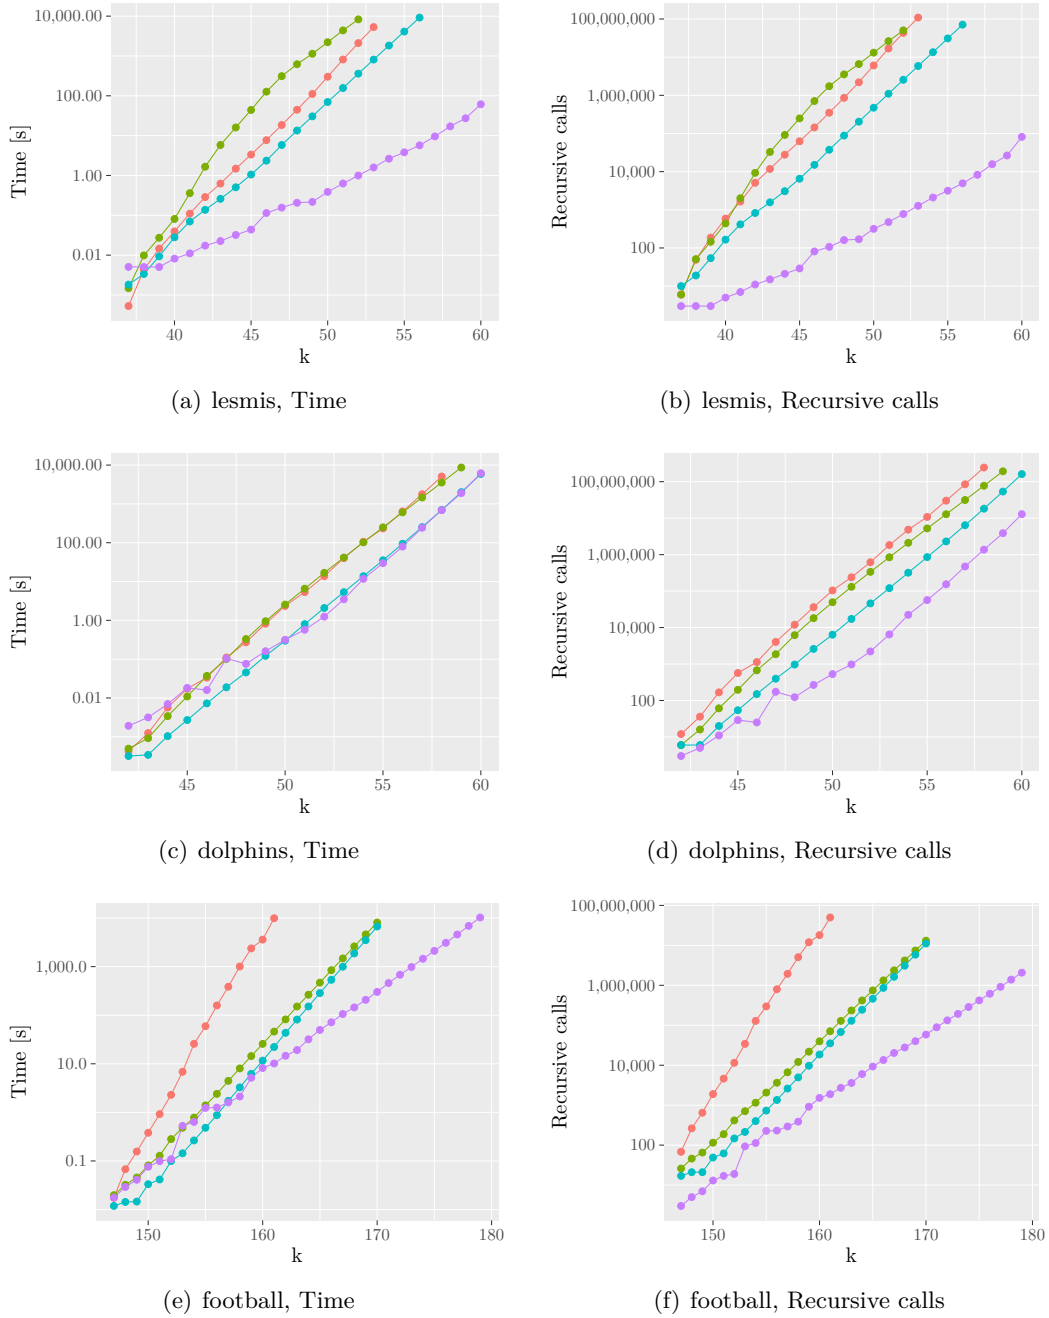 10,000.00
100.00
1.00
0.01
Time [s]
40 45 50 55 60
k
(a) lesmis, Time
100,000,000
1,000,000
10,000
100
Recursive calls
40 45 50 55 60
k
(b) lesmis, Recursive calls
10,000.00
100.00
1.00
0.01
Time [s]
45 50 55 60
k
(c) dolphins, Time
100,000,000
1,000,000
10,000
100
Recursive calls
45 50 55 60
k
(d) dolphins, Recursive calls
1,000.0
10.0
0.1
Time [s]
150 160 170 180
k
(e) football, Time
100,000,000
1,000,000
10,000
100
Recursive calls
150 160 170 180
k
(f) football, Recursive calls